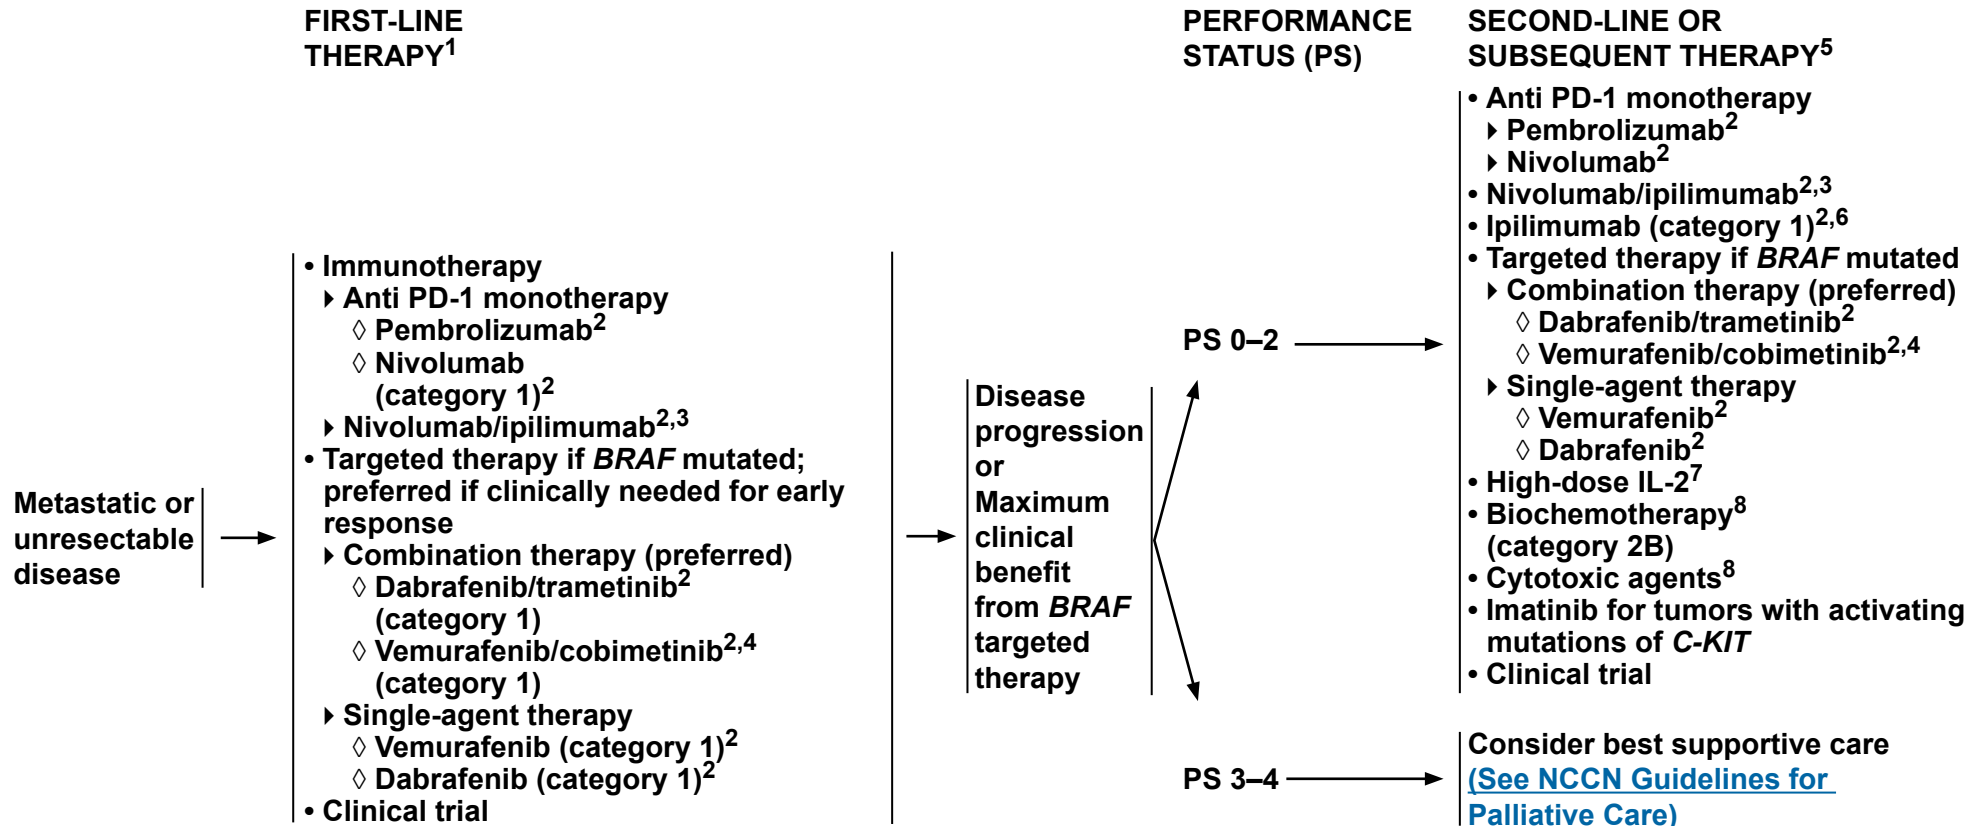 FIRST-LINE
THERAPY1
PERFORMANCE
STATUS (PS)
SECOND-LINE OR
SUBSEQUENT THERAPY5
Metastatic or
unresectable
disease
• Immunotherapy
‣ Anti PD-1 monotherapy
◊ Pembrolizumab2
◊ Nivolumab
(category 1)2
‣ Nivolumab/ipilimumab2,3
• Targeted therapy if BRAF mutated;
preferred if clinically needed for early
response
‣ Combination therapy (preferred)
◊ Dabrafenib/trametinib2
(category 1)
◊ Vemurafenib/cobimetinib2,4
(category 1)
‣ Single-agent therapy
◊ Vemurafenib (category 1)2
◊ Dabrafenib (category 1)2
• Clinical trial
Disease
progression
or
Maximum
clinical
benefit
from BRAF
targeted
therapy
PS 0–2
• Anti PD-1 monotherapy
‣ Pembrolizumab2
‣ Nivolumab2
• Nivolumab/ipilimumab2,3
• Ipilimumab (category 1)2,6
• Targeted therapy if BRAF mutated
‣ Combination therapy (preferred)
◊ Dabrafenib/trametinib2
◊ Vemurafenib/cobimetinib2,4
‣ Single-agent therapy
◊ Vemurafenib2
◊ Dabrafenib2
• High-dose IL-27
• Biochemotherapy8
(category 2B)
• Cytotoxic agents8
• Imatinib for tumors with activating
mutations of C-KIT
• Clinical trial
PS 3–4
Consider best supportive care
(See NCCN Guidelines for
Palliative Care)